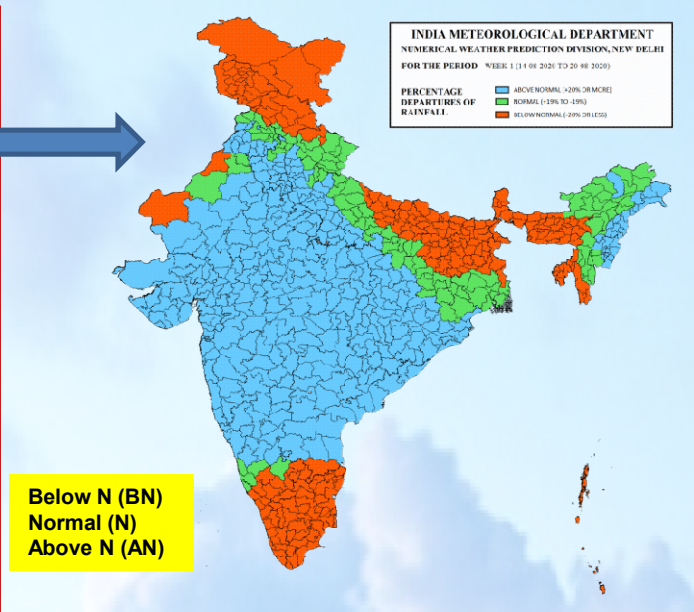 INDIA METEOROLOGICAL DEPARTMENT
NUMERICAL WEATHER PREDICTION DIVISION, NEW DELHI
FOR THE PERIOD WEEK 1 (14 08 2020 TO 20 08 2020)
PERCENTAGE
DEPARTURES OF
RAINFALL
ABOVE NORMAL (+20% OR MORE)
NORMAL (+19% TO -19%)
BELOW NORMAL (-20% OR LESS)
Below N (BN)
Normal (N)
Above N (AN)